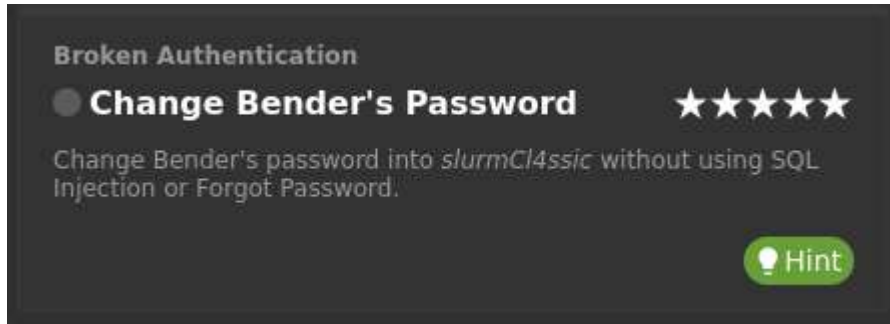 Broken Authentication
Change Bender's Password ★★★★★
Change Bender's password into slurmCl4ssic without using SQL
Injection or Forgot Password.
Hint